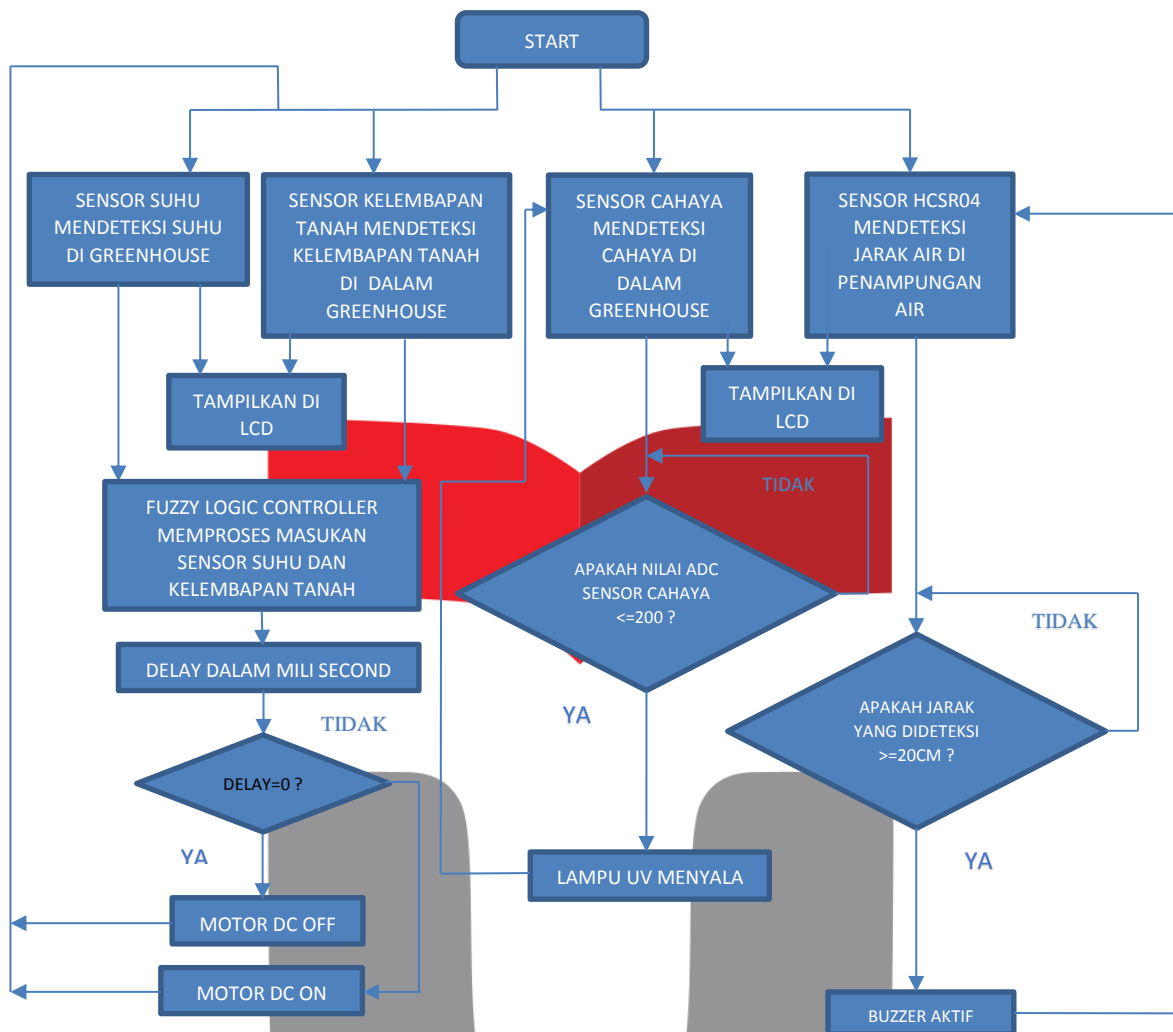 START
SENSOR SUHU
MENDETEKSI SUHU
DI GREENHOUSE
SENSOR KELEMBAPAN
TANAH MENDETEKSI
KELEMBAPAN TANAH
DI DALAM
GREENHOUSE
SENSOR CAHAYA
MENDETEKSI
CAHAYA DI
DALAM
GREENHOUSE
SENSOR HCSR04
MENDETEKSI
JARAK AIR DI
PENAMPUNGAN
AIR
TAMPILKAN DI
LCD
TAMPILKAN DI
LCD
FUZZY LOGIC CONTROLLER
MEMPROSES MASUKAN
SENSOR SUHU DAN
KELEMBAPAN TANAH
TIDAK
APAKAH NILAI ADC
SENSOR CAHAYA
<=200 ?
TIDAK
DELAY DALAM MILI SECOND
TIDAK
YA
APAKAH JARAK
YANG DIDETEKSI
>=20CM ?
DELAY=0 ?
YA
YA
LAMPU UV MENYALA
MOTOR DC OFF
MOTOR DC ON
BUZZER AKTIF